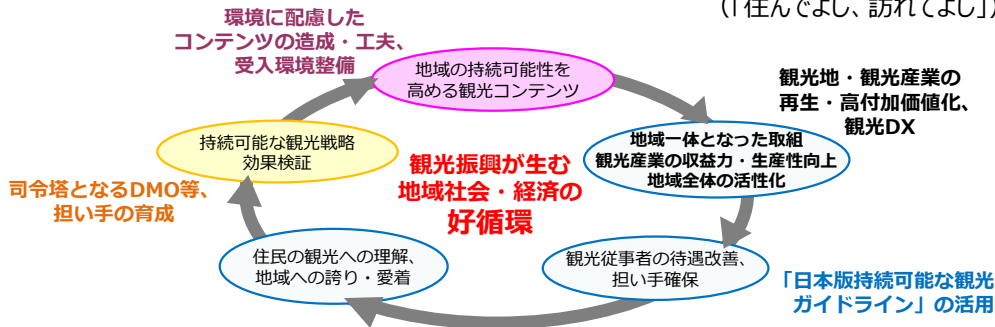 （「住んでよし、訪れてよし」）
環境に配慮した
コンテンツの造成・工夫、
受入環境整備
地域の持続可能性を
高める観光コンテンツ
観光地・観光産業の
再生・高付加価値化、
観光DX
地域一体となった取組
観光産業の収益力・生産性向上
地域全体の活性化
持続可能な観光戦略
効果検証
観光振興が生む
地域社会・経済の
好循環
司令塔となるDMO等、
担い手の育成
住民の観光への理解、
地域への誇り・愛着
観光従事者の待遇改善、
担い手確保
「日本版持続可能な観光
ガイドライン」の活用